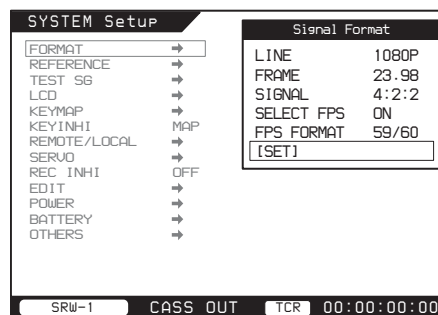 SYSTEM Setup
FORMAT ➡
REFERENCE ➡
TEST SG ➡
LCD ➡
KEYMAP ➡
KEYINHI MAP
REMOTE/LOCAL ➡
SERVO ➡
REC INHI OFF
EDIT ➡
POWER ➡
BATTERY ➡
OTHERS ➡
Signal Format
LINE 1080P
FRAME 23.98
SIGNAL 4:2:2
SELECT FPS ON
FPS FORMAT 59/60
[SET]
SRW-1 CASS OUT TCR 00:00:00:00